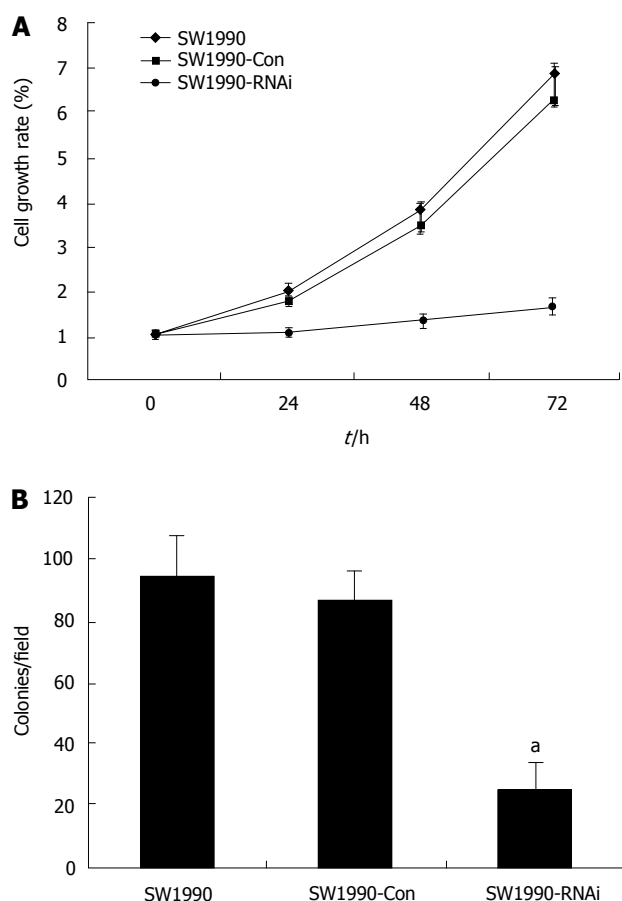 A
SW1990
SW1990-Con
SW1990-RNAi
Cell growth rate (%)
8
7
6
5
4
3
2
1
0
0 24 48 72
t/h
B
Colonies/field
120
100
80
60
40
20
0
a
SW1990 SW1990-Con SW1990-RNAi